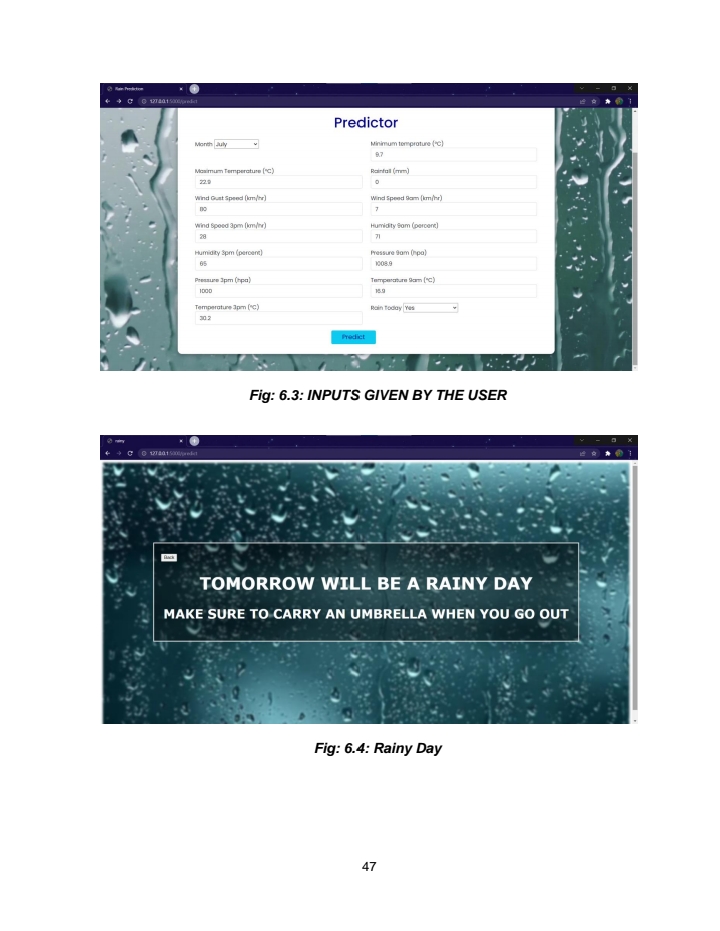 Rain Prediction
127.0.0.1:5000/predict
Predictor
Month July
Minimum temprature (°C)
9.7
Maximum Temperature (°C)
22.9
Rainfall (mm)
0
Wind Gust Speed (km/hr)
80
Wind Speed 9am (km/hr)
7
Wind Speed 3pm (km/hr)
28
Humidity 9am (percent)
71
Humidity 3pm (percent)
65
Pressure 9am (hpa)
1008.9
Pressure 3pm (hpa)
1000
Temperature 9am (°C)
16.9
Temperature 3pm (°C)
30.2
Rain Today Yes
Predict
Fig: 6.3: INPUTS GIVEN BY THE USER
rainy
127.0.0.1:5000/predict
Back
TOMORROW WILL BE A RAINY DAY
MAKE SURE TO CARRY AN UMBRELLA WHEN YOU GO OUT
Fig: 6.4: Rainy Day
47